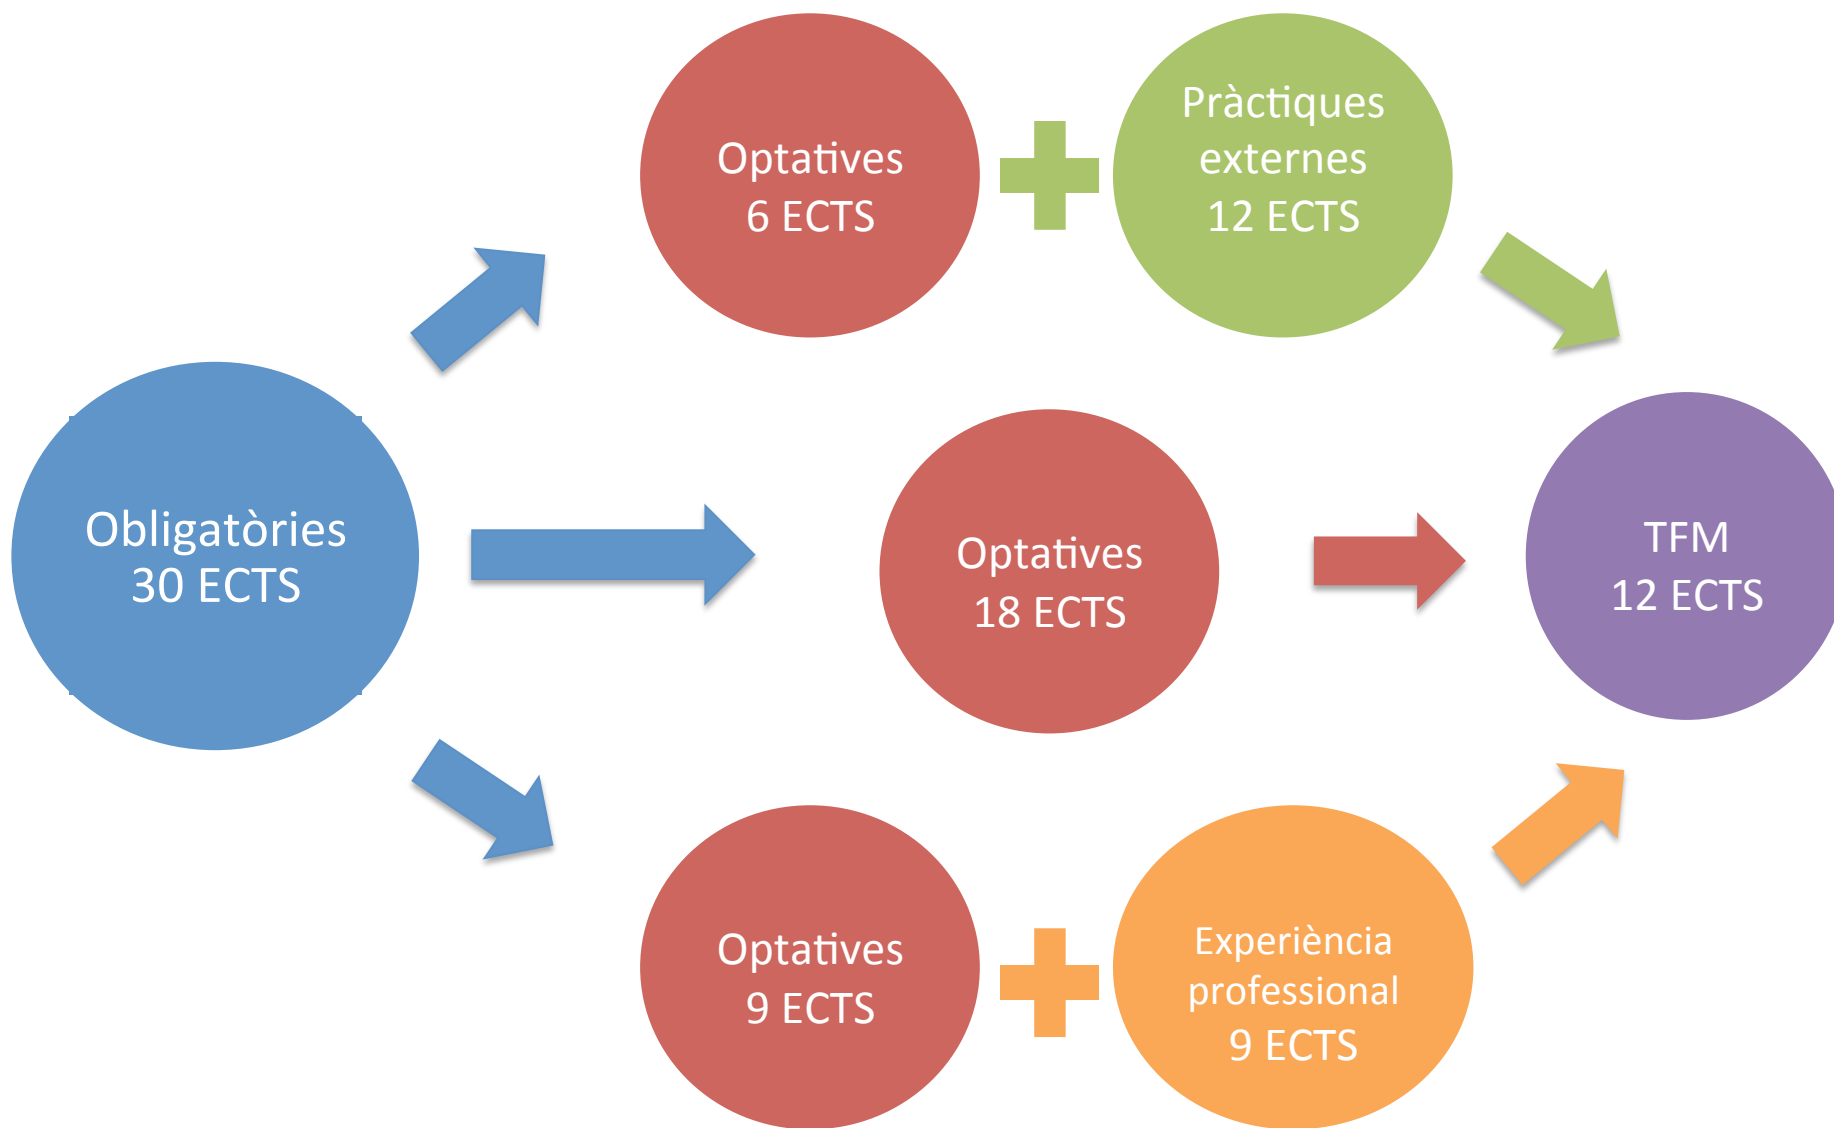 Optatives
6 ECTS
Pràctiques
externes
12 ECTS
Obligatòries
30 ECTS
Optatives
18 ECTS
TFM
12 ECTS
Optatives
9 ECTS
Experiència
professional
9 ECTS